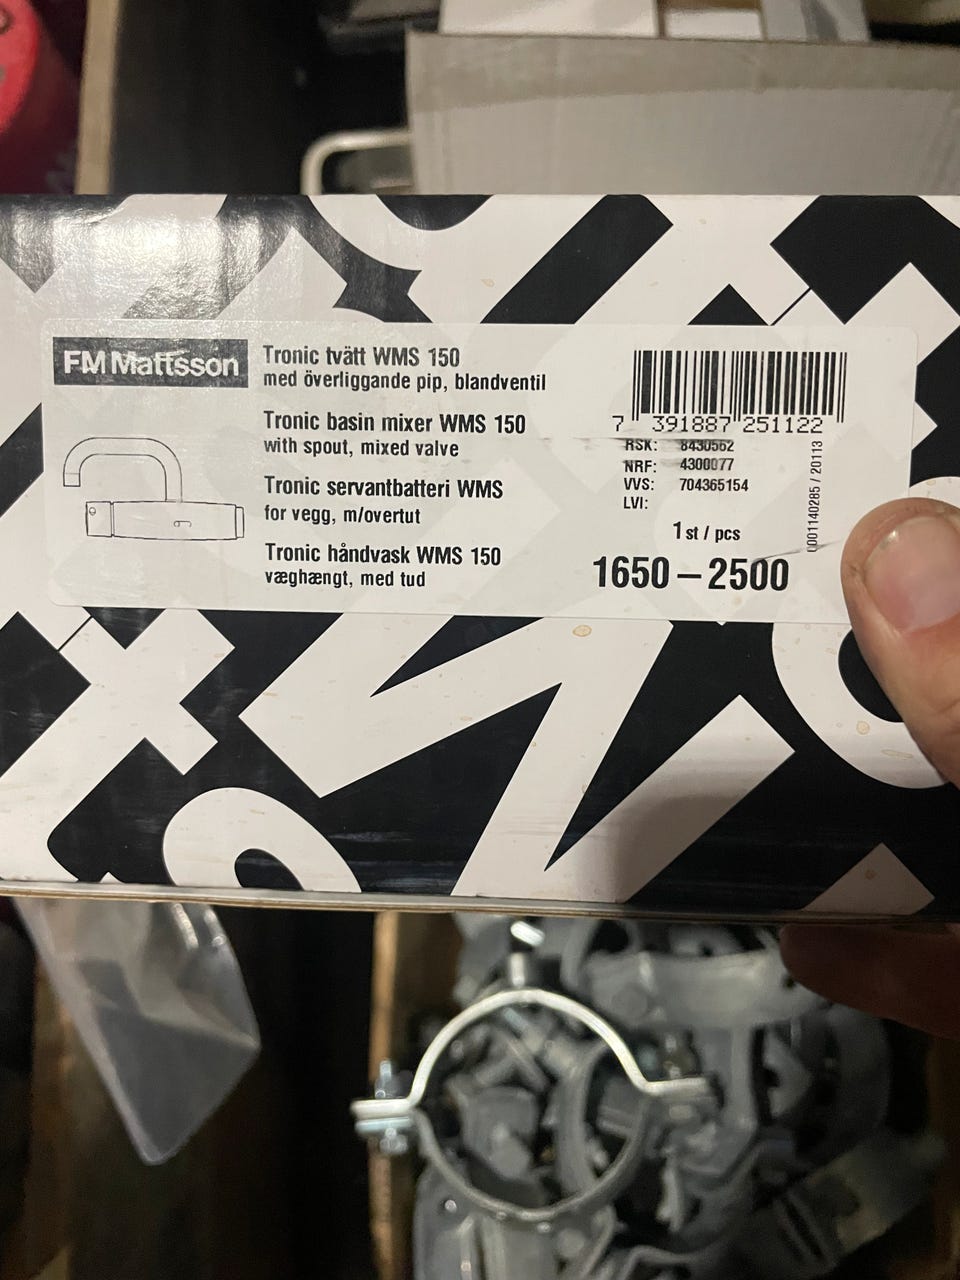 FM Mattsson
Tronic tvätt WMS 150
med överliggande pip, blandventil
Tronic basin mixer WMS 150
with spout, mixed valve
Tronic servantbatteri WMS
for vegg, m/overtut
Tronic håndvask WMS 150
væghængt, med tud
7 391887 251122
RSK: 8430562
NRF: 4300077
VVS: 704365154
LVI:
0001140285 / 20113
1 st / pcs
1650 – 2500